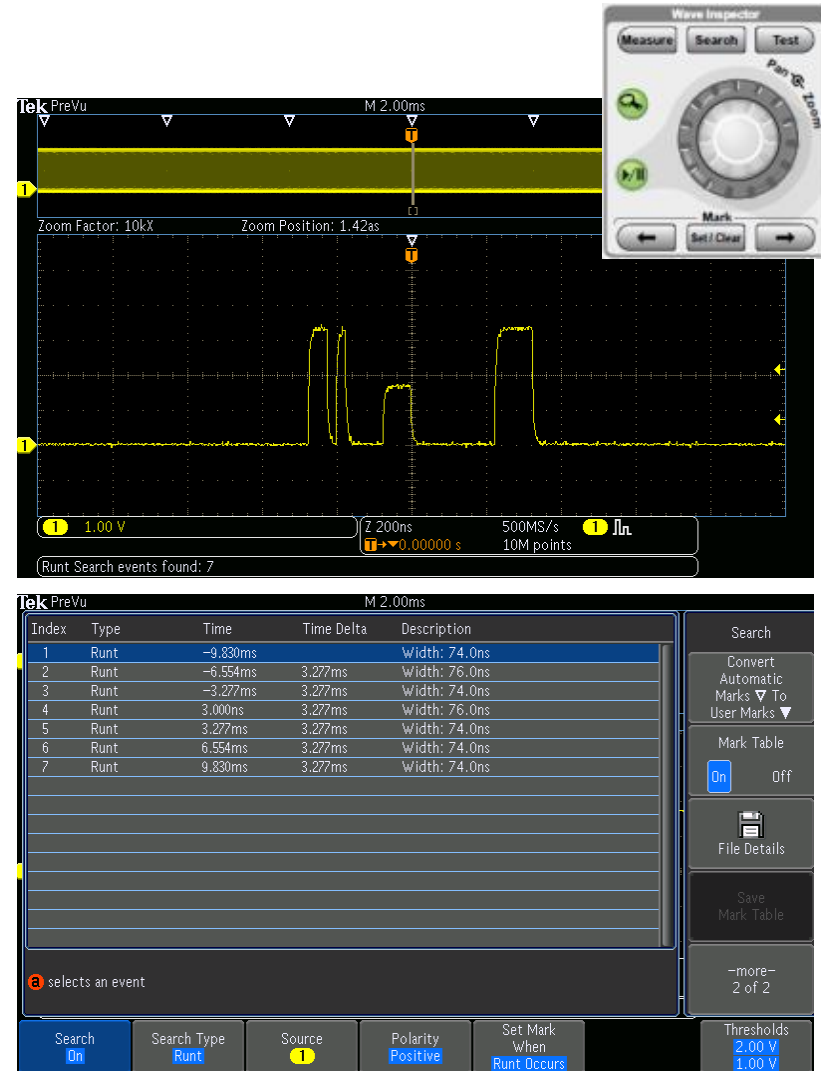 Wave Inspector
Measure Search Test
Pan Zoom
Tek PreVu M 2.00ms
T
1
Zoom Factor: 10kX Zoom Position: 1.42as
T
1
1 1.00 V Z 200ns 500MS/s 1
T→▼0.00000 s 10M points
Runt Search events found: 7
Mark
← Set / Clear →
Tek PreVu M 2.00ms
Index Type Time Time Delta Description
1 Runt −9.830ms Width: 74.0ns
2 Runt −6.554ms 3.277ms Width: 76.0ns
3 Runt −3.277ms 3.277ms Width: 74.0ns
4 Runt 3.000ns 3.277ms Width: 76.0ns
5 Runt 3.277ms 3.277ms Width: 74.0ns
6 Runt 6.554ms 3.277ms Width: 74.0ns
7 Runt 9.830ms 3.277ms Width: 74.0ns
a selects an event
Search
Convert
Automatic
Marks ▽ To
User Marks ▼
Mark Table
On Off
File Details
Save
Mark Table
–more–
2 of 2
Search
On
Search Type
Runt
Source
1
Polarity
Positive
Set Mark
When
Runt Occurs
Thresholds
2.00 V
1.00 V